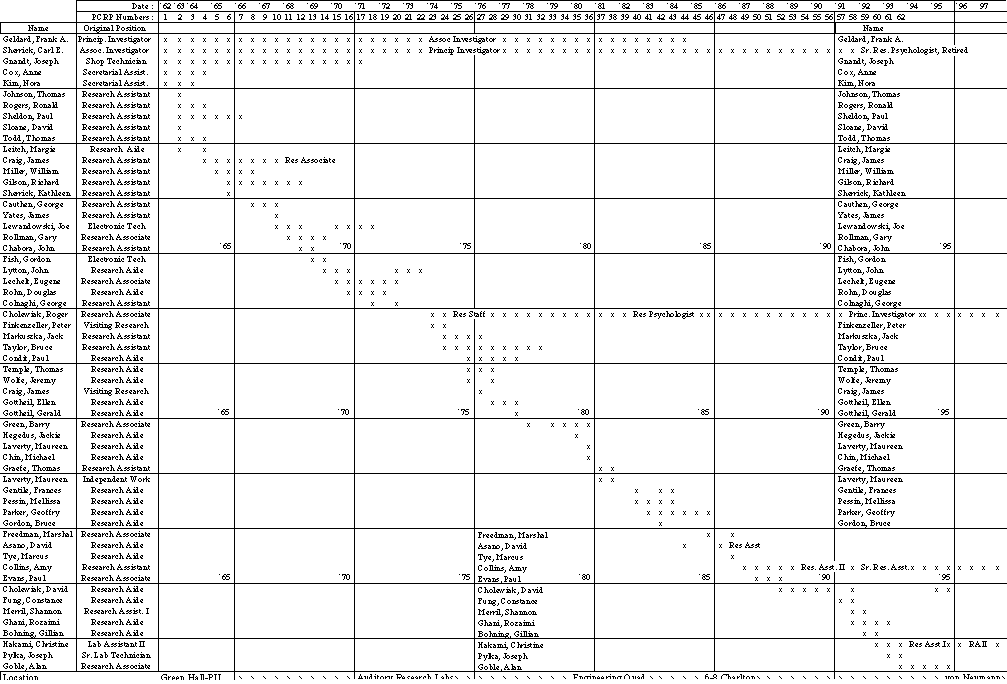 Date : '62 '63 '64 '65 '66 '67 '68 '69 '70 '71 '72 '73 '74 '75 '76 '77 '78 '79 '80 '81 '82 '83 '84 '85 '86 '87 '88 '89 '90 '91 '92 '93 '94 '95 '96 '97
PCRP Numbers : 1 2 3 4 5 6 7 8 9 10 11 12 13 14 15 16 17 18 19 20 21 22 23 24 25 26 27 28 29 30 31 32 33 34 35 36 37 38 39 40 41 42 43 44 45 46 47 48 49 50 51 52 53 54 55 56 57 58 59 60 61 62
Name Original Position Name
Geldard, Frank A. Princip. Investigator Assoc Investigator Geldard, Frank A.
Sherrick, Carl E. Assoc. Investigator Princip Investigator Sr. Res. Psychologist, Retired
Gnandt, Joseph Shop Technician Gnandt, Joseph
Cox, Anne Secretarial Assist. Cox, Anne
Kim, Nora Secretarial Assist. Kim, Nora
Johnson, Thomas Research Assistant Johnson, Thomas
Rogers, Ronald Research Assistant Rogers, Ronald
Sheldon, Paul Research Assistant Sheldon, Paul
Sloane, David Research Assistant Sloane, David
Todd, Thomas Research Assistant Todd, Thomas
Leitch, Margie Research Aide Leitch, Margie
Craig, James Research Assistant Res Associate Craig, James
Miller, William Research Assistant Miller, William
Gilson, Richard Research Assistant Gilson, Richard
Sherrick, Kathleen Research Assistant Sherrick, Kathleen
Cauthen, George Research Assistant Cauthen, George
Yates, James Research Assistant Yates, James
Lewandowski, Joe Electronic Tech Lewandowski, Joe
Rollman, Gary Research Associate Rollman, Gary
Chabora, John Research Assistant '65 '70 '75 '80 '85 '90 Chabora, John '95
Fish, Gordon Electronic Tech Fish, Gordon
Lytton, John Research Aide Lytton, John
Lechelt, Eugene Research Associate Lechelt, Eugene
Rohn, Douglas Research Aide Rohn, Douglas
Colnaghi, George Research Assistant Colnaghi, George
Cholewiak, Roger Research Associate Res Staff Res Psychologist Princ. Investigator
Finkenzeller, Peter Visiting Research Finkenzeller, Peter
Markuszka, Jack Research Assistant Markuszka, Jack
Taylor, Bruce Research Assistant Taylor, Bruce
Condit, Paul Research Aide Condit, Paul
Temple, Thomas Research Aide Temple, Thomas
Wolfe, Jeremy Research Aide Wolfe, Jeremy
Craig, James Visiting Research Craig, James
Gottheil, Ellen Research Aide Gottheil, Ellen
Gottheil, Gerald Research Aide '65 '70 '75 '80 '85 '90 Gottheil, Gerald '95
Green, Barry Research Associate Green, Barry
Hegedus, Jackie Research Aide Hegedus, Jackie
Laverty, Maureen Research Aide Laverty, Maureen
Chin, Michael Research Aide Chin, Michael
Graefe, Thomas Research Assistant Graefe, Thomas
Laverty, Maureen Independent Work Laverty, Maureen
Gentile, Frances Research Aide Gentile, Frances
Pessin, Mellissa Research Aide Pessin, Mellissa
Parker, Geoffry Research Aide Parker, Geoffry
Gordon, Bruce Research Aide Gordon, Bruce
Freedman, Marshal Research Associate Freedman, Marshal
Asano, David Research Aide Asano, David Res Asst
Tye, Marcus Research Aide Tye, Marcus
Collins, Amy Research Assistant Collins, Amy Res. Asst. II Sr. Res. Asst.
Evans, Paul Research Associate '65 '70 '75 Evans, Paul '80 '85 '90 '95
Cholewiak, David Research Aide Cholewiak, David
Fung, Constance Research Aide Fung, Constance
Merril, Shannon Research Assist. I Merril, Shannon
Ghani, Rozaimi Research Aide Ghani, Rozaimi
Bohning, Gillian Research Aide Bohning, Gillian
Hakami, Christine Lab Assistant II Hakami, Christine Res Asst I RA II
Pylka, Joseph Sr. Lab Technician Pylka, Joseph
Goble, Alan Research Associate Goble, Alan
Location Green Hall-PIL Auditory Research Labs Engineering Quad 6-8 Charlton von Neumann